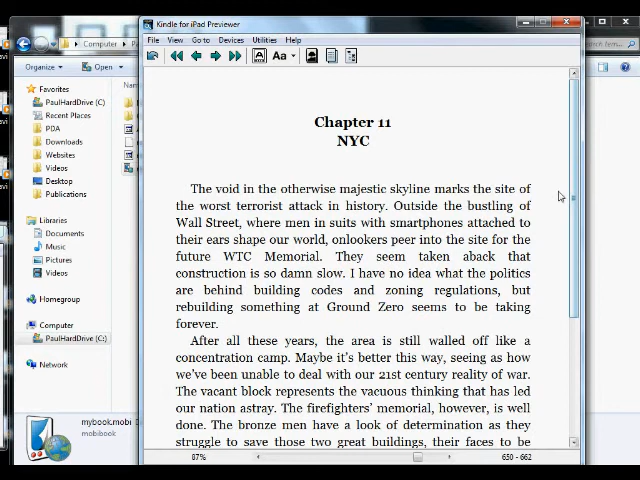 Kindle for iPad Previewer
File View Go to Devices Utilities Help
Computer
Organize
Open
Aa
Favorites
PaulHardDrive (C)
Recent Places
PDA
Downloads
Websites
Videos
Desktop
Publications
Libraries
Documents
Music
Pictures
Videos
Homegroup
Computer
PaulHardDrive (C:)
Network
mybook.mobi
mobibook
Chapter 11
NYC
The void in the otherwise majestic skyline marks the site of
the worst terrorist attack in history. Outside the bustling of
Wall Street, where men in suits with smartphones attached to
their ears shape our world, onlookers peer into the site for the
future WTC Memorial. They seem taken aback that
construction is so damn slow. I have no idea what the politics
are behind building codes and zoning regulations, but
rebuilding something at Ground Zero seems to be taking
forever.
After all these years, the area is still walled off like a
concentration camp. Maybe it's better this way, seeing as how
we've been unable to deal with our 21st century reality of war.
The vacant block represents the vacuous thinking that has led
our nation astray. The firefighters' memorial, however, is well
done. The bronze men have a look of determination as they
struggle to save those two great buildings, their faces to be
87%
650 - 662